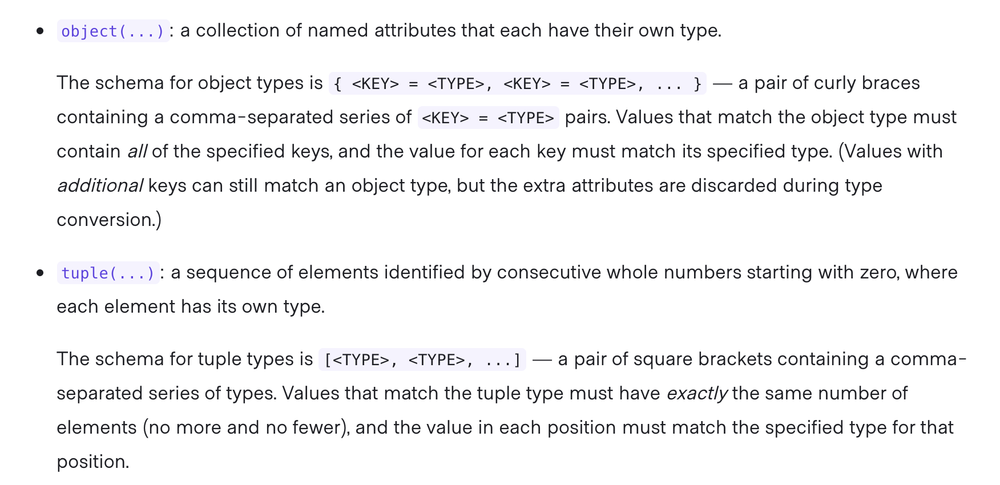 • object(...): a collection of named attributes that each have their own type.
The schema for object types is { <KEY> = <TYPE>, <KEY> = <TYPE>, ... } — a pair of curly braces
containing a comma-separated series of <KEY> = <TYPE> pairs. Values that match the object type must
contain all of the specified keys, and the value for each key must match its specified type. (Values with
additional keys can still match an object type, but the extra attributes are discarded during type
conversion.)
• tuple(...): a sequence of elements identified by consecutive whole numbers starting with zero, where
each element has its own type.
The schema for tuple types is [<TYPE>, <TYPE>, ...] — a pair of square brackets containing a comma-
separated series of types. Values that match the tuple type must have exactly the same number of
elements (no more and no fewer), and the value in each position must match the specified type for that
position.